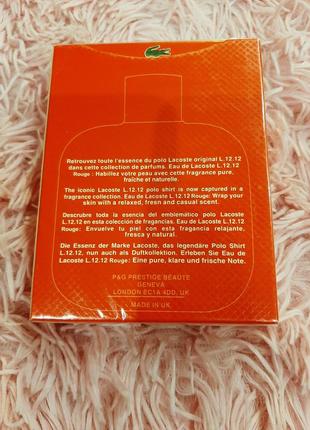 Retrouvez toute l'essence du polo Lacoste original L.12.12
dans cette collection de parfums. Eau de Lacoste L.12.12
Rouge : Habillez votre peau avec cette fragrance pure,
fraîche et naturelle.
The iconic Lacoste L.12.12 polo shirt is now captured in a
fragrance collection. Eau de Lacoste L.12.12 Rouge: Wrap your
skin with a relaxed, fresh and casual scent.
Descubre toda la esencia del emblemático polo Lacoste
L.12.12 en esta colección de fragancias. Eau de Lacoste L.12.12
Rouge: Envuelve tu piel con esta fragancia relajante,
fresca y natural.
Die Essenz der Marke Lacoste, das legendäre Polo Shirt
L.12.12, nun auch als Duftkollektion. Erleben Sie Eau de
Lacoste L.12.12 Rouge: Eine pure, klare und frische Note.
P&G PRESTIGE BEAUTE
GENEVA
LONDON EC1A 4DD, UK
MADE IN UK